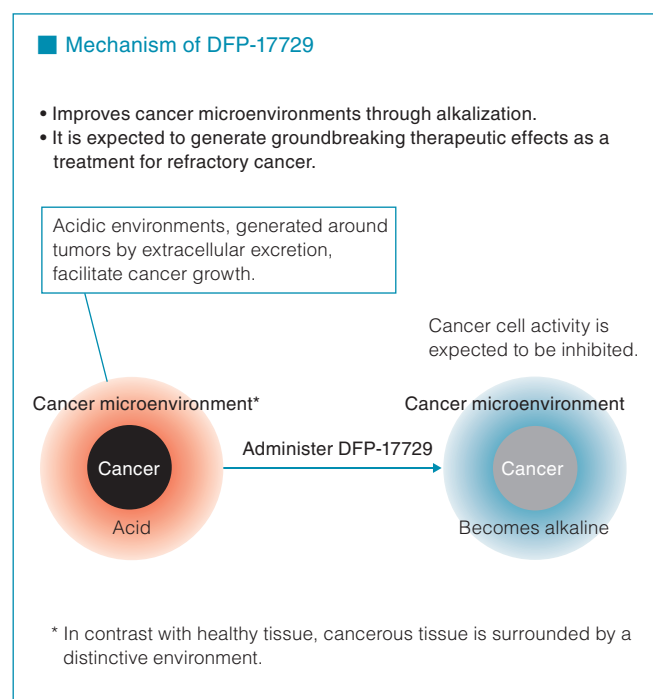 Mechanism of DFP-17729
• Improves cancer microenvironments through alkalization.
• It is expected to generate groundbreaking therapeutic effects as a
treatment for refractory cancer.
Acidic environments, generated around
tumors by extracellular excretion,
facilitate cancer growth.
Cancer cell activity is
expected to be inhibited.
Cancer microenvironment*
Cancer
Acid
Administer DFP-17729
Cancer microenvironment
Cancer
Becomes alkaline
* In contrast with healthy tissue, cancerous tissue is surrounded by a
distinctive environment.